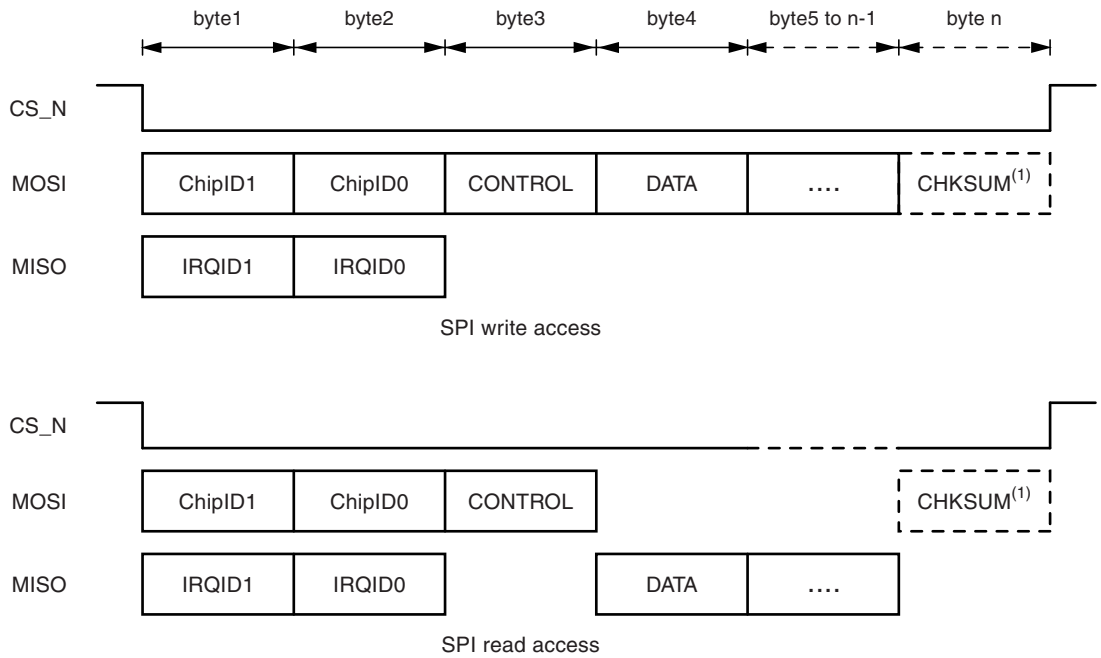 byte1 byte2 byte3 byte4 byte5 to n-1 byte n
CS_N
MOSI ChipID1 ChipID0 CONTROL DATA .... CHKSUM(1)
MISO IRQID1 IRQID0
SPI write access
CS_N
MOSI ChipID1 ChipID0 CONTROL CHKSUM(1)
MISO IRQID1 IRQID0 DATA ....
SPI read access